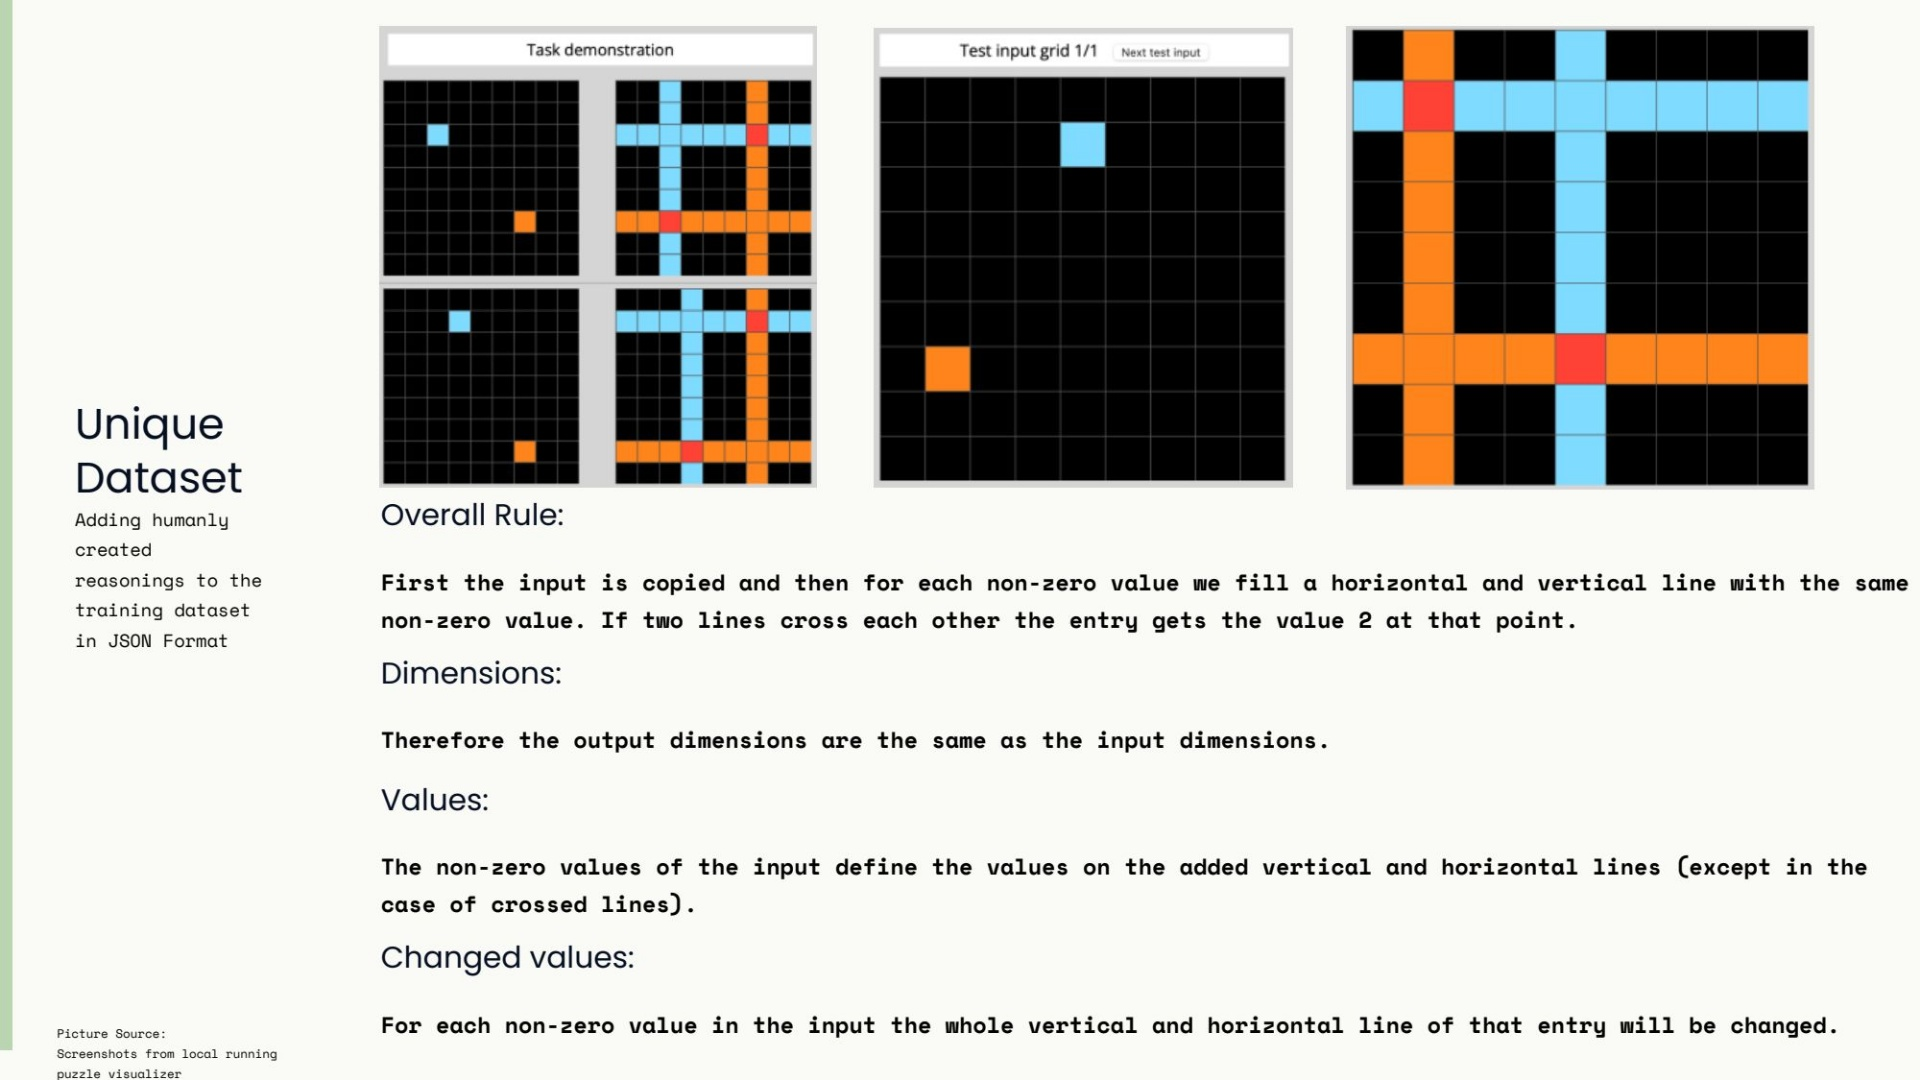 Task demonstration
Test input grid 1/1 Next test input
Unique
Dataset
Adding humanly
created
reasonings to the
training dataset
in JSON Format
Overall Rule:
First the input is copied and then for each non-zero value we fill a horizontal and vertical line with the same
non-zero value. If two lines cross each other the entry gets the value 2 at that point.
Dimensions:
Therefore the output dimensions are the same as the input dimensions.
Values:
The non-zero values of the input define the values on the added vertical and horizontal lines (except in the
case of crossed lines).
Changed values:
For each non-zero value in the input the whole vertical and horizontal line of that entry will be changed.
Picture Source:
Screenshots from local running
puzzle visualizer